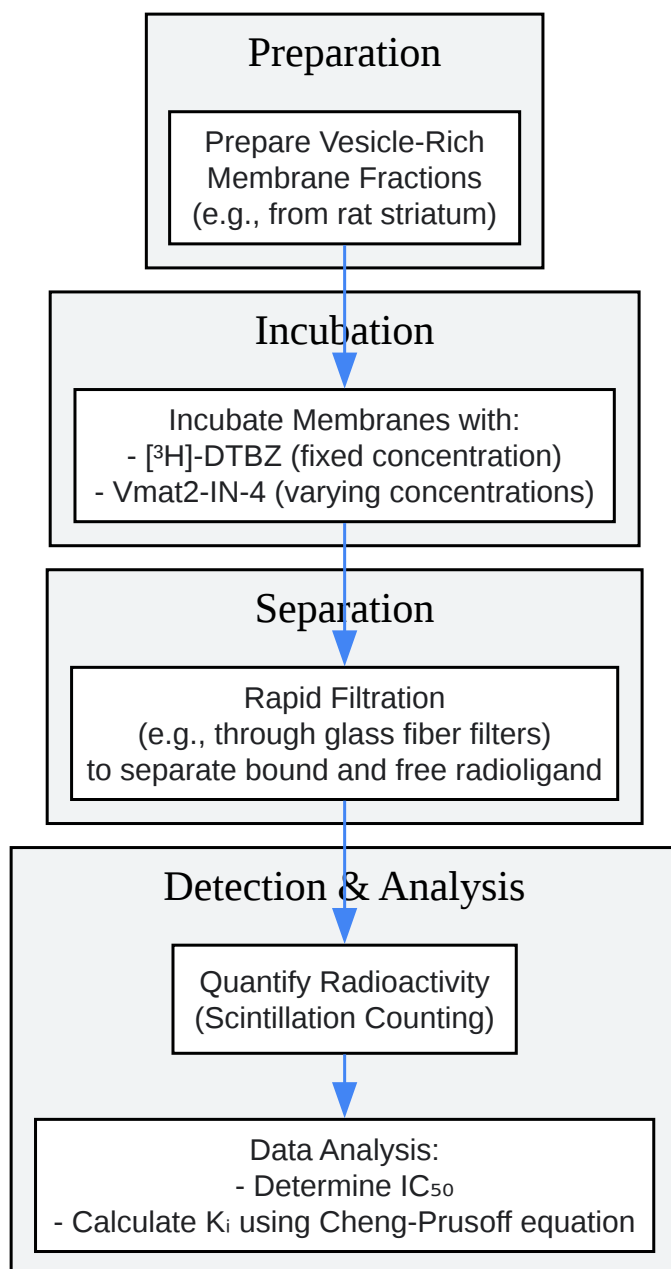 Preparation
Prepare Vesicle-Rich
Membrane Fractions
(e.g., from rat striatum)
Incubation
Incubate Membranes with:
- [³H]-DTBZ (fixed concentration)
- Vmat2-IN-4 (varying concentrations)
Separation
Rapid Filtration
(e.g., through glass fiber filters)
to separate bound and free radioligand
Detection & Analysis
Quantify Radioactivity
(Scintillation Counting)
Data Analysis:
- Determine IC₅₀
- Calculate Kᵢ using Cheng-Prusoff equation